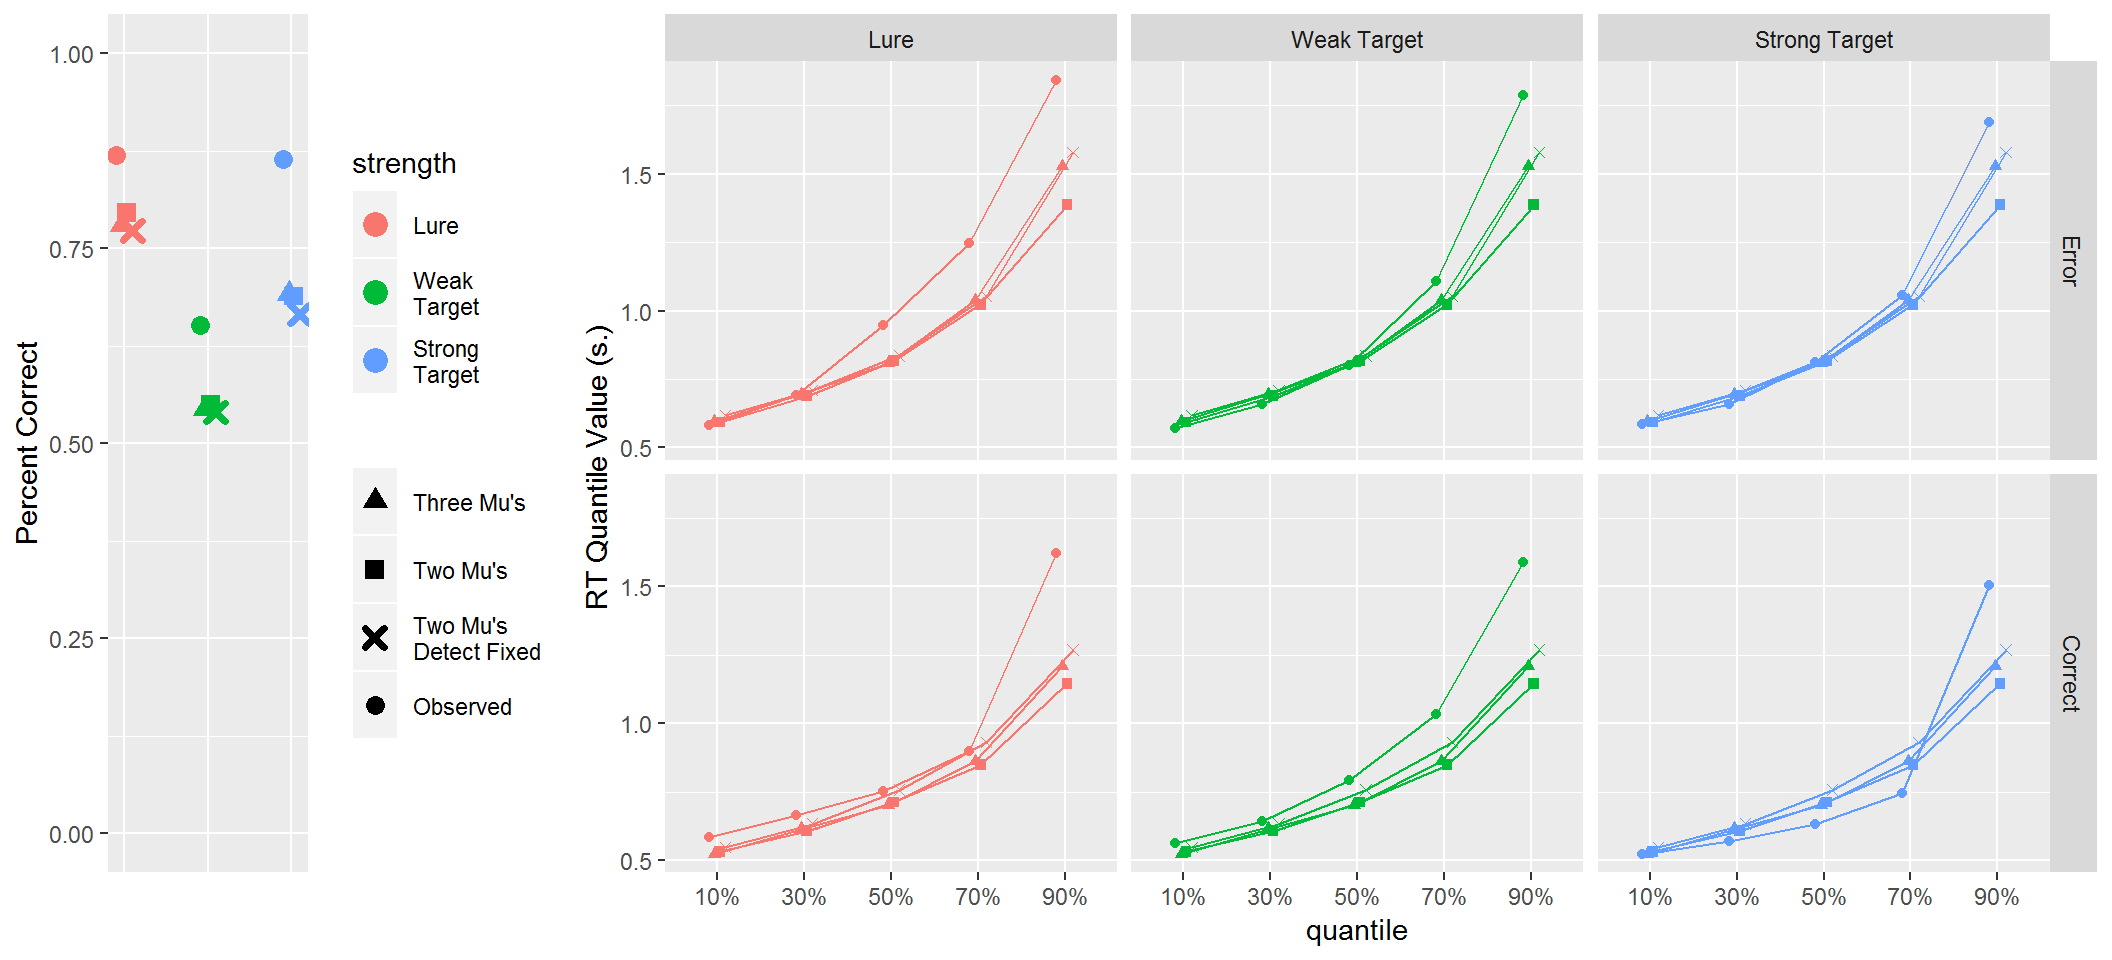 Percent Correct
1.00
0.75
0.50
0.25
0.00
strength
Lure
Weak
Target
Strong
Target
Three Mu's
Two Mu's
Two Mu's
Detect Fixed
Observed
RT Quantile Value (s.)
Lure
Weak Target
Strong Target
1.5
1.0
0.5
Error
1.5
1.0
0.5
Correct
10% 30% 50% 70% 90%
10% 30% 50% 70% 90%
10% 30% 50% 70% 90%
quantile